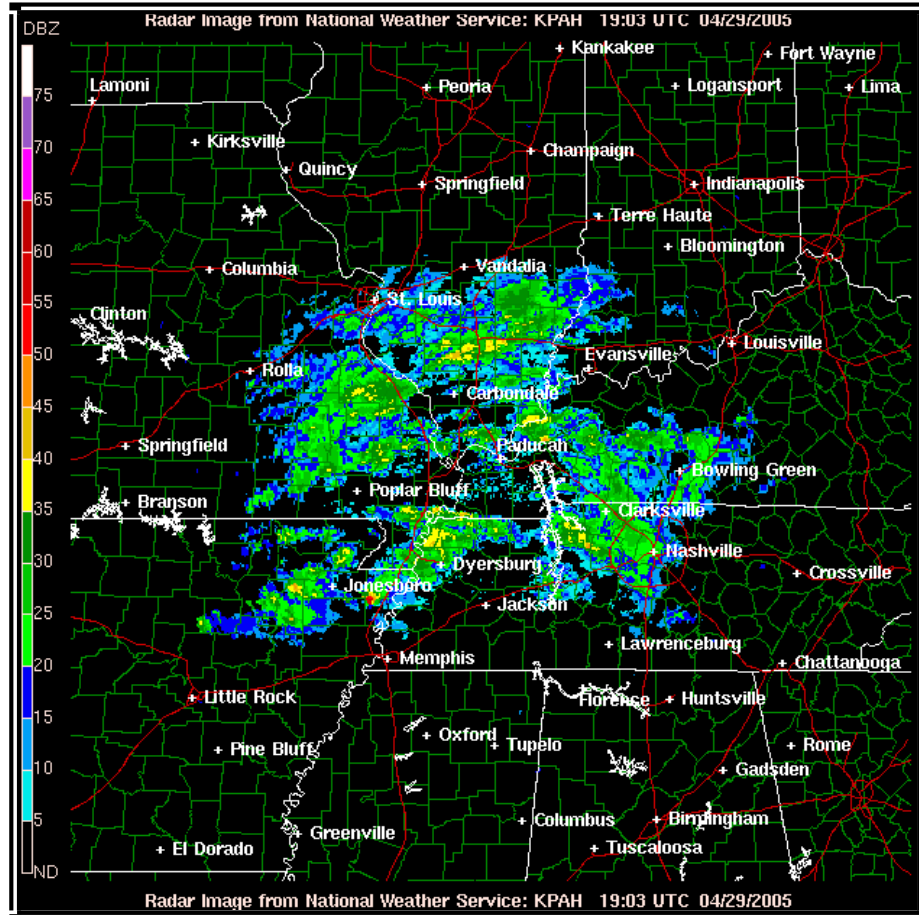 Radar Image from National Weather Service: KPAH 19:03 UTC 04/29/2005
DBZ
Kankakee
Fort Wayne
Lamoni
Peoria
Logansport
Lima
75
Kirksville
Champaign
70
Quincy
Springfield
Indianapolis
65
Terre Haute
Bloomington
60
Columbia
Vandalia
55
St. Louis
Clinton
Louisville
50
Evansville
Rolla
Carbondale
45
Springfield
Paducah
40
Bowling Green
Poplar Bluff
Branson
35
Clarksville
Nashville
30
Dyersburg
Crossville
Jonesboro
25
Jackson
Lawrenceburg
20
Memphis
Chattanooga
Little Rock
Florence
Huntsville
15
Oxford
Tupelo
Rome
Pine Bluff
10
Gadsden
5
Columbus
Birmingham
Greenville
El Dorado
Tuscaloosa
ND
Radar Image from National Weather Service: KPAH 19:03 UTC 04/29/2005